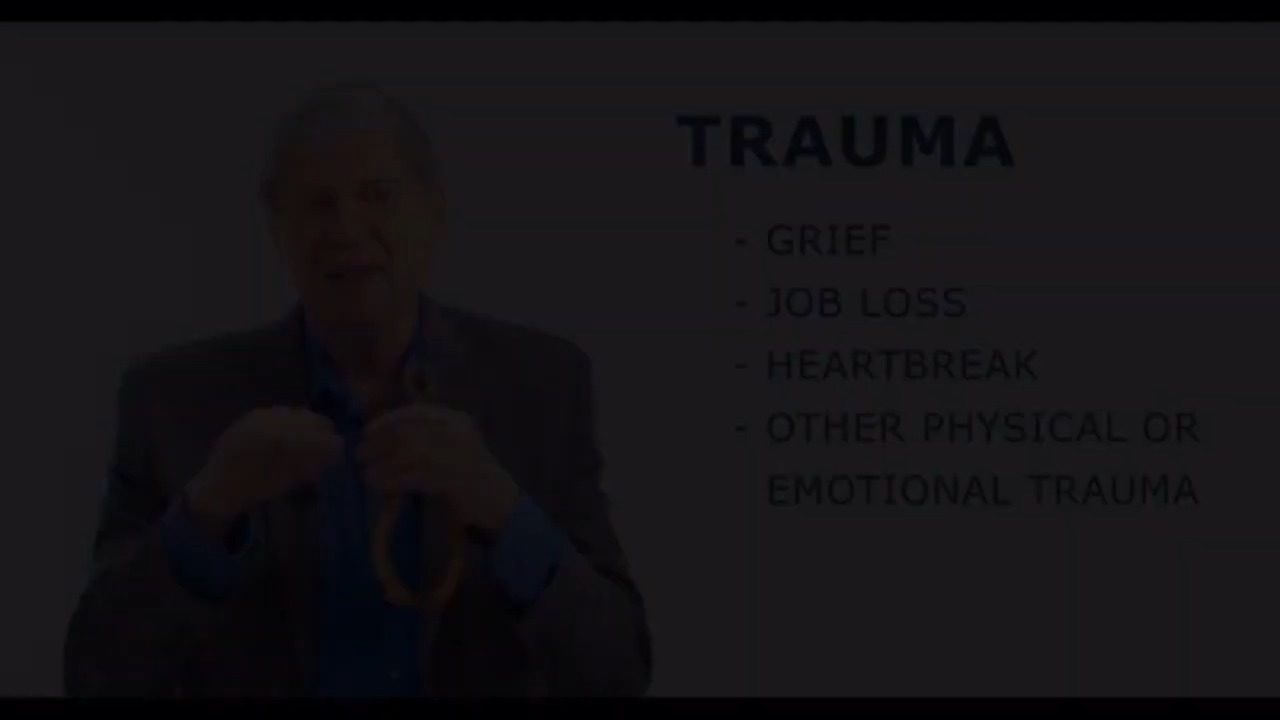 TRAUMA
- GRIEF
- JOB LOSS
- HEARTBREAK
- OTHER PHYSICAL OR
EMOTIONAL TRAUMA